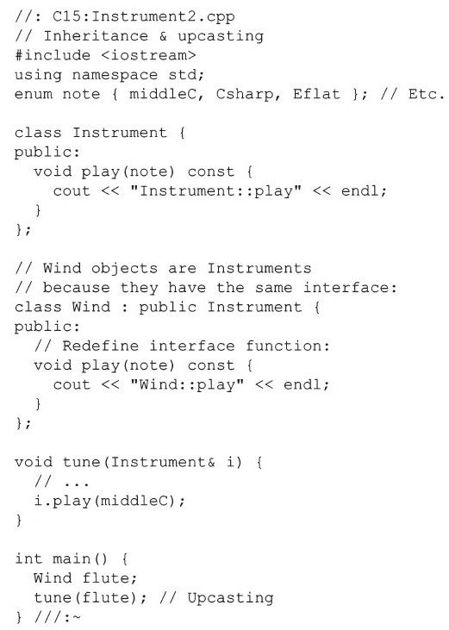 //: C15:Instrument2.cpp
// Inheritance & upcasting
#include <iostream>
using namespace std;
enum note { middleC, Csharp, Eflat }; // Etc.

class Instrument {
public:
  void play(note) const {
    cout << "Instrument::play" << endl;
  }
};

// Wind objects are Instruments
// because they have the same interface:
class Wind : public Instrument {
public:
  // Redefine interface function:
  void play(note) const {
    cout << "Wind::play" << endl;
  }
};

void tune(Instrument& i) {
  // ...
  i.play(middleC);
}

int main() {
  Wind flute;
  tune(flute); // Upcasting
} ///:~